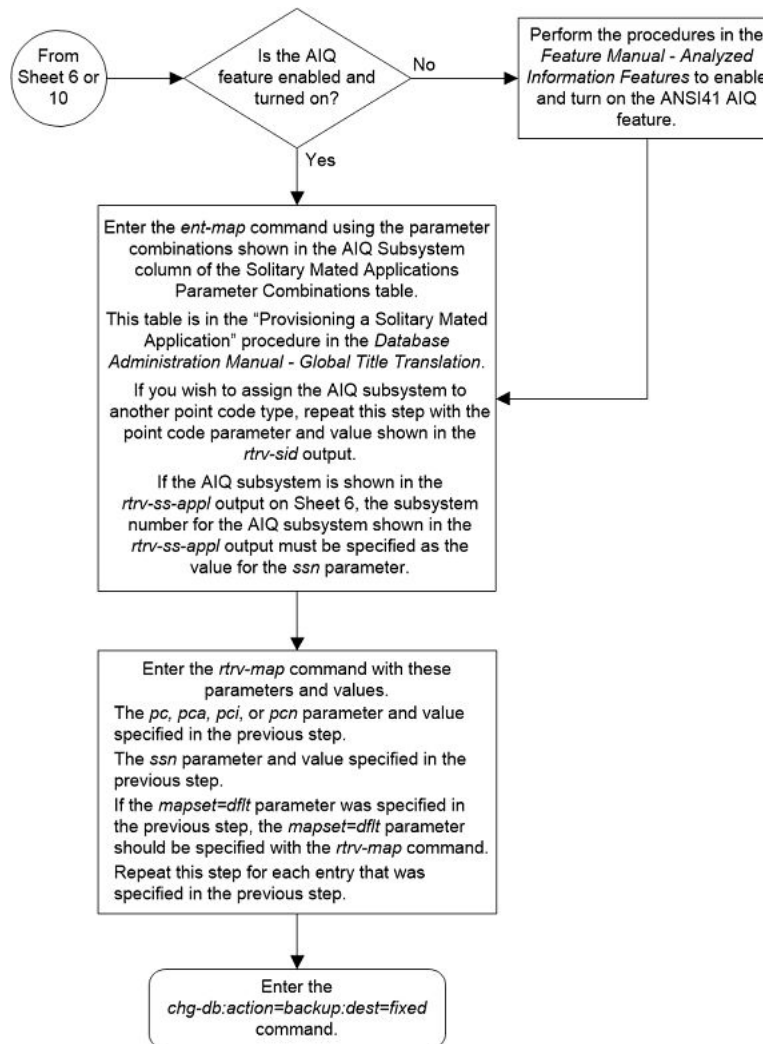 From
Sheet 6 or
10
Is the AIQ
feature enabled and
turned on?
No
Yes
Perform the procedures in the
Feature Manual - Analyzed
Information Features to enable
and turn on the ANSI41 AIQ
feature.
Enter the ent-map command using the parameter
combinations shown in the AIQ Subsystem
column of the Solitary Mated Applications
Parameter Combinations table.
This table is in the “Provisioning a Solitary Mated
Application” procedure in the Database
Administration Manual - Global Title Translation.
If you wish to assign the AIQ subsystem to
another point code type, repeat this step with the
point code parameter and value shown in the
rtrv-sid output.
If the AIQ subsystem is shown in the
rtrv-ss-appl output on Sheet 6, the subsystem
number for the AIQ subsystem shown in the
rtrv-ss-appl output must be specified as the
value for the ssn parameter.
Enter the rtrv-map command with these
parameters and values.
The pc, pca, pci, or pcn parameter and value
specified in the previous step.
The ssn parameter and value specified in the
previous step.
If the mapset=dflt parameter was specified in
the previous step, the mapset=dflt parameter
should be specified with the rtrv-map command.
Repeat this step for each entry that was
specified in the previous step.
Enter the
chg-db:action=backup:dest=fixed
command.